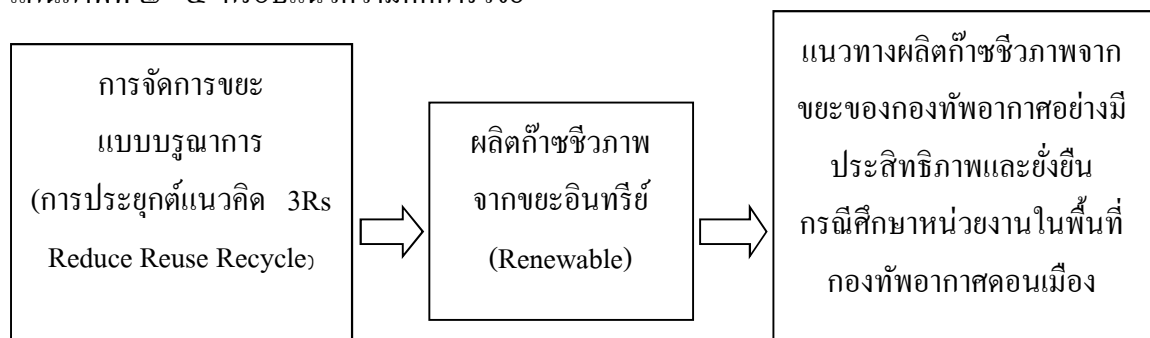 การจัดการขยะ
แบบบรูณาการ
(การประยุกต์แนวคิด 3Rs
Reduce Reuse Recycle)
ผลิตก๊าซชีวภาพ
จากขยะอินทรีย์
(Renewable)
แนวทางผลิตก๊าซชีวภาพจาก
ขยะของกองทัพอากาศอย่างมี
ประสิทธิภาพและยั่งยืน
กรณีศึกษาหน่วยงานในพื้นที่
กองทัพอากาศดอนเมือง